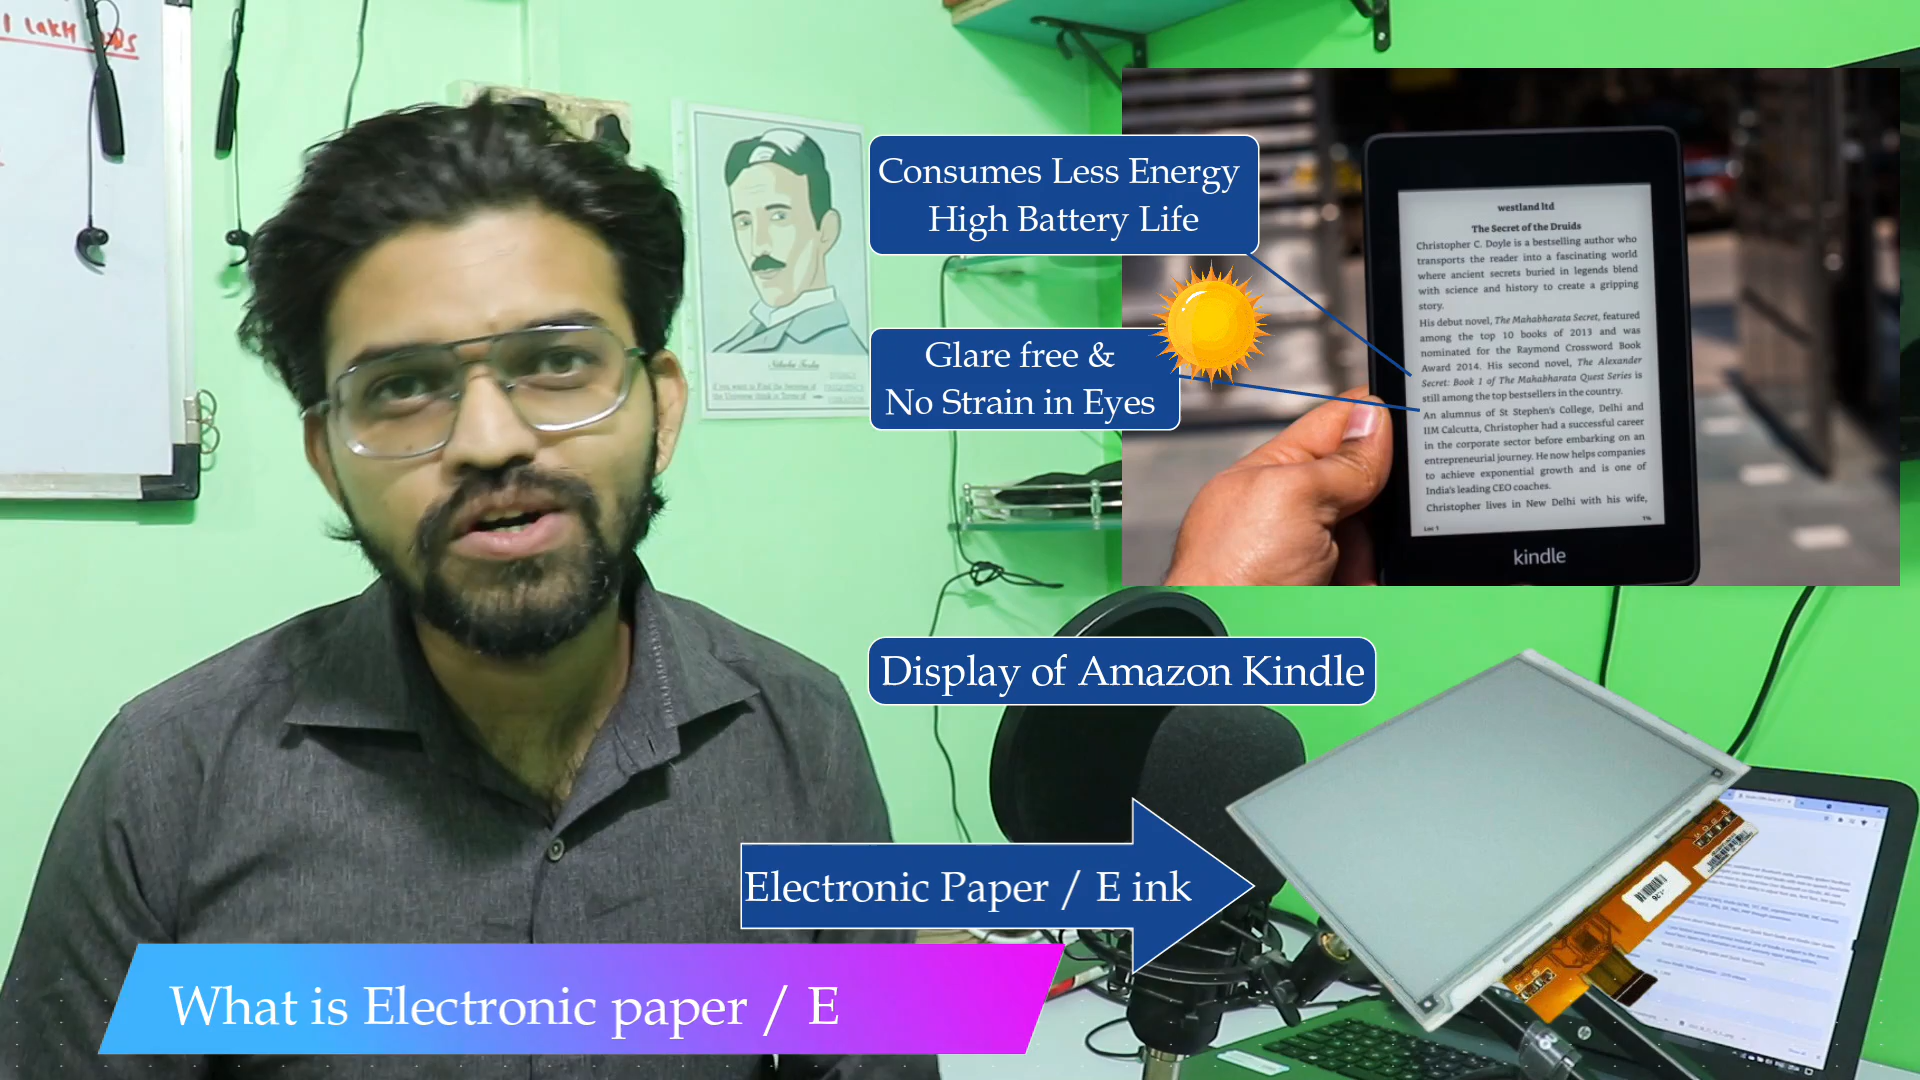 1 LakH
Consumes Less Energy
High Battery Life
Glare free &
No Strain in Eyes
westland ltd
The Secret of the Druids
Christopher C. Doyle is a bestselling author who
transports the reader into a fascinating world
where ancient secrets buried in legends blend
with science and history to create a gripping
story.
His debut novel, The Mahabharata Secret, featured
among the top 10 books of 2013 and was
nominated for the Raymond Crossword Book
Award 2014. His second novel, The Alexander
Secret: Book 1 of The Mahabharata Quest Series is
still among the top bestsellers in the country.
An alumnus of St Stephen's College, Delhi and
IIM Calcutta, Christopher had a successful career
in the corporate sector before embarking on an
entrepreneurial journey. He now helps companies
to achieve exponential growth and is one of
India's leading CEO coaches.
Christopher lives in New Delhi with his wife,
Loc 1
1%
kindle
Display of Amazon Kindle
Electronic Paper / E ink
What is Electronic paper / E